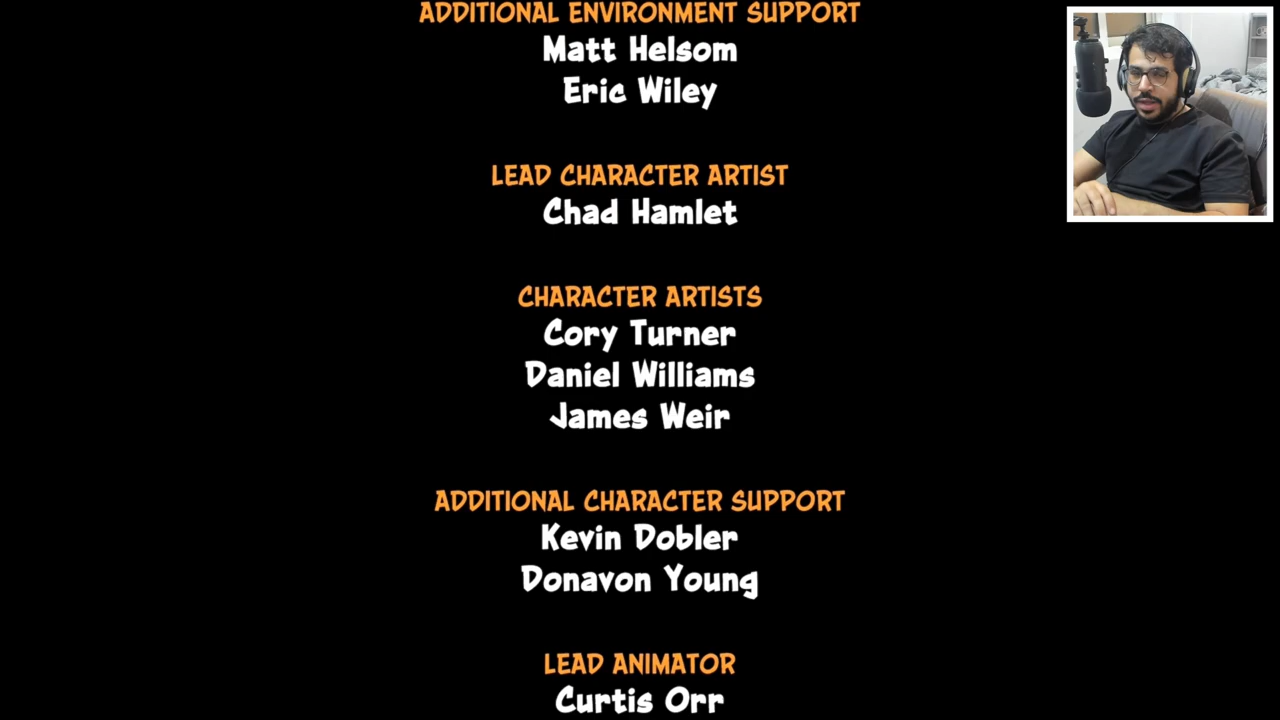 ADDITIONAL ENVIRONMENT SUPPORT
Matt Helsom
Eric Wiley
LEAD CHARACTER ARTIST
Chad Hamlet
CHARACTER ARTISTS
Cory Turner
Daniel Williams
James Weir
ADDITIONAL CHARACTER SUPPORT
Kevin Dobler
Donavon Young
LEAD ANIMATOR
Curtis Orr